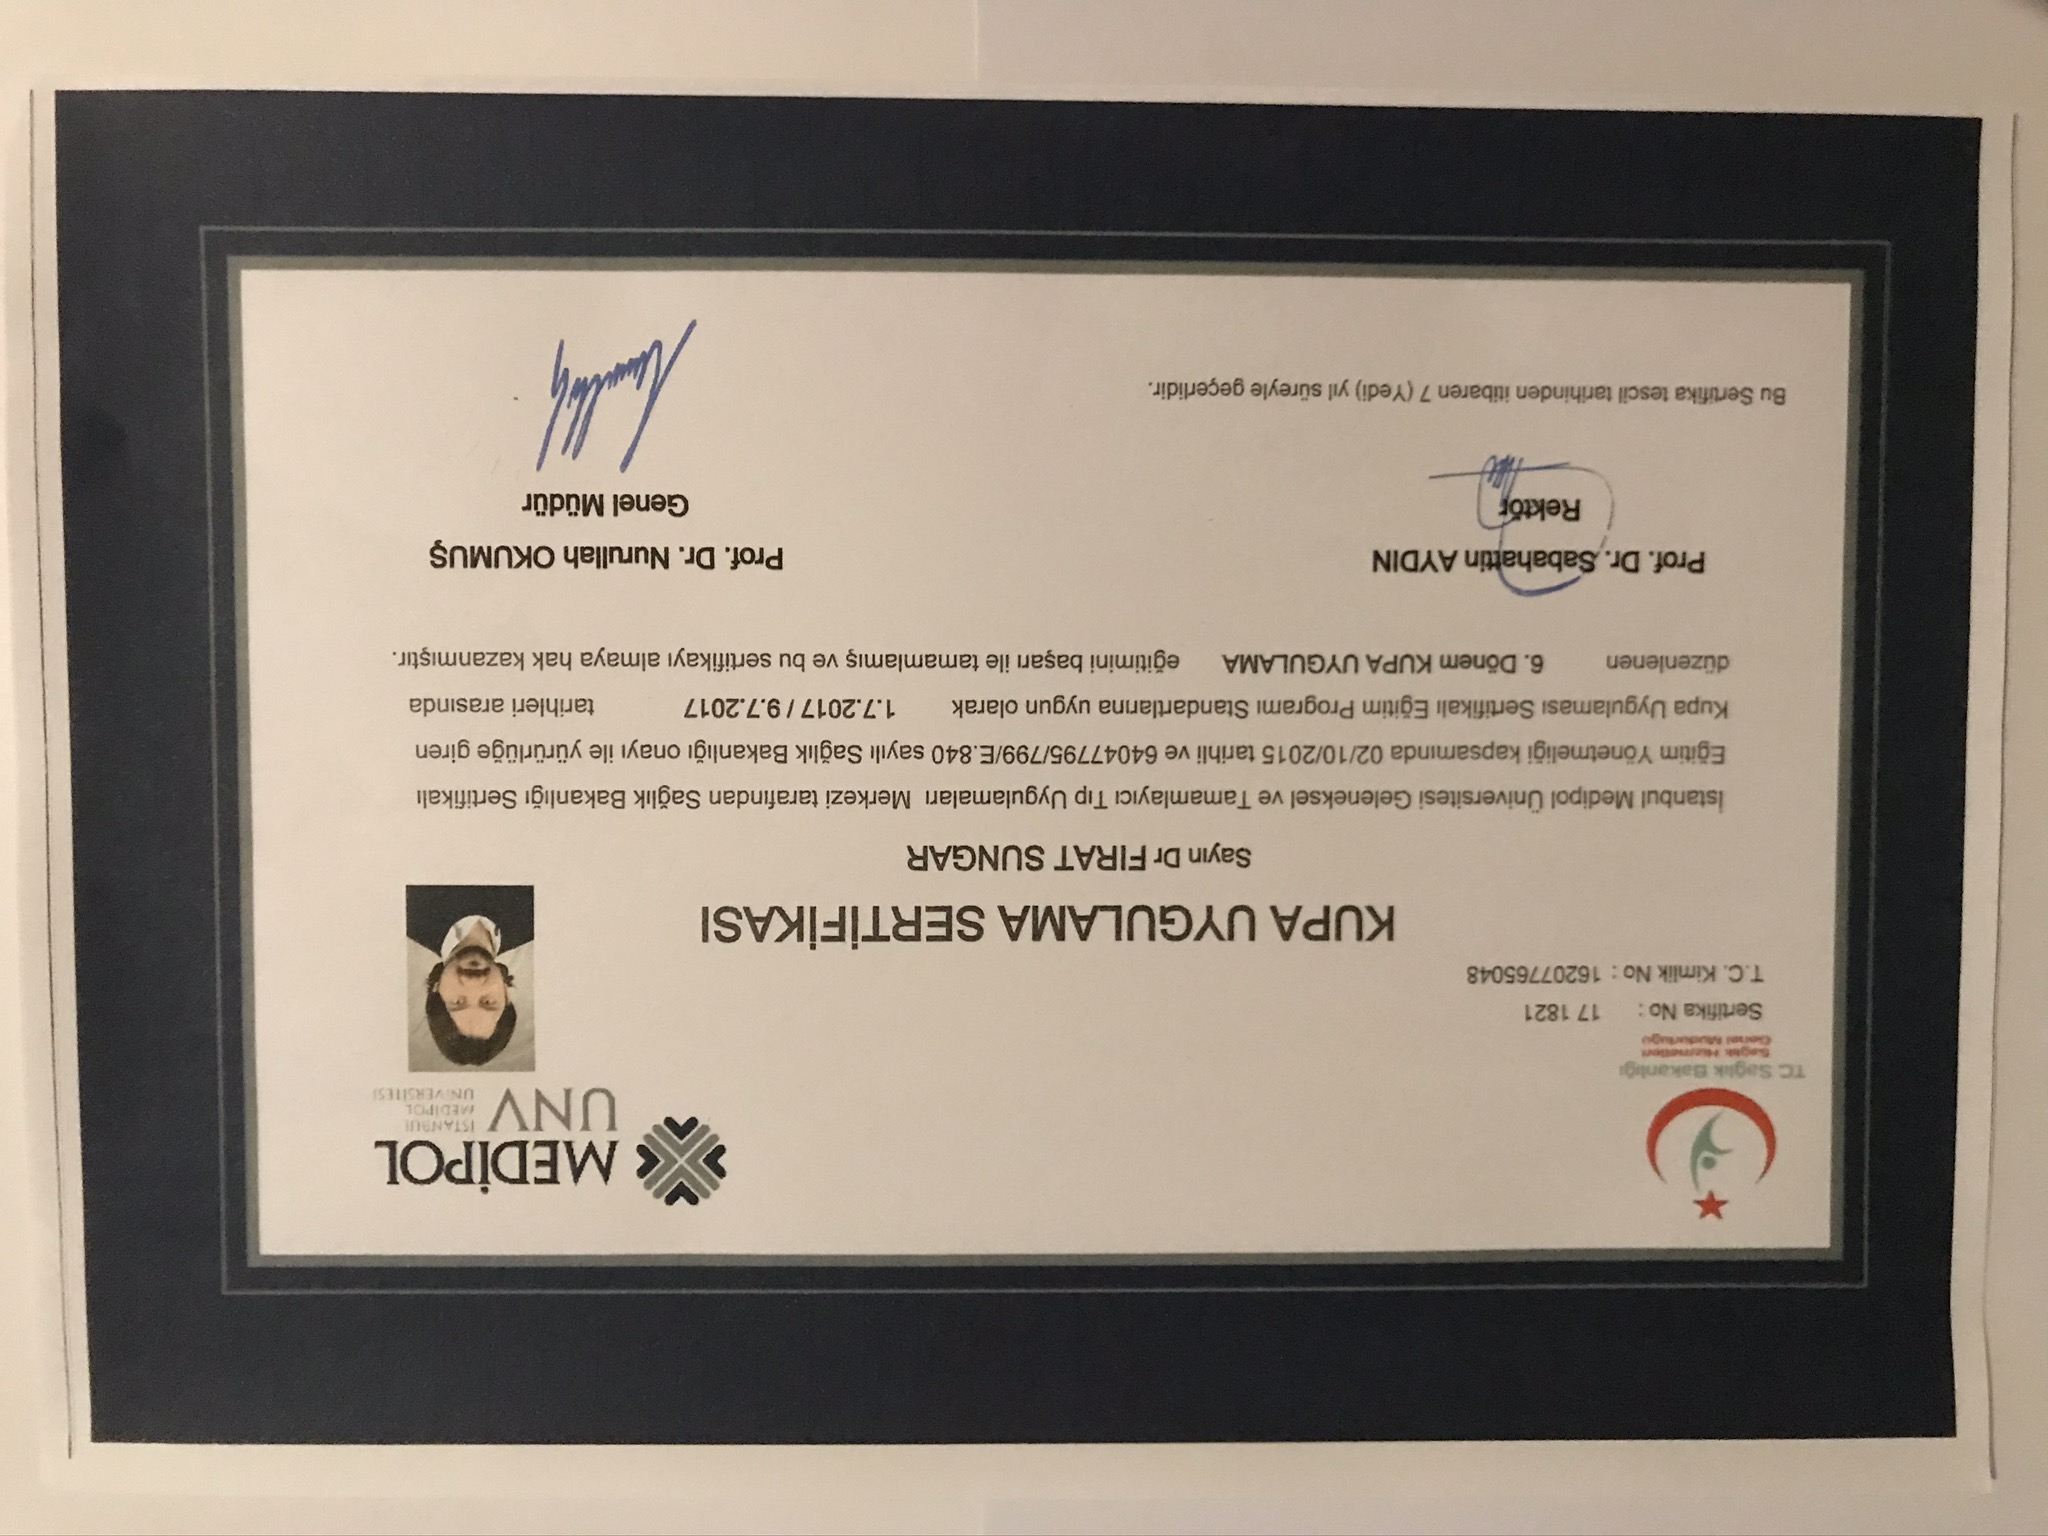 TC Sağlık Bakanlığı
Sağlık Hizmetleri
Genel Müdürlüğü
MEDİPOL
UNV
İSTANBUL
MEDİPOL
ÜNİVERSİTESİ
Sertifika No : 17 1821
T.C. Kimlik No : 16207765048
KUPA UYGULAMA SERTİFİKASI
Sayın Dr FIRAT SUNGAR
İstanbul Medipol Üniversitesi Geleneksel ve Tamamlayıcı Tıp Uygulamaları Merkezi tarafından Sağlık Bakanlığı Sertifikalı
Eğitim Yönetmeliği kapsamında 02/10/2015 tarihli ve 64047795/799/E.840 sayılı Sağlık Bakanlığı onayı ile yürürlüğe giren
Kupa Uygulaması Sertifikalı Eğitim Programı Standartlarına uygun olarak 1.7.2017 / 9.7.2017 tarihleri arasında
düzenlenen 6. Dönem KUPA UYGULAMA eğitimini başarı ile tamamlamış ve bu sertifikayı almaya hak kazanmıştır.
Prof. Dr. Sabahattin AYDIN
Rektör
Prof. Dr. Nurullah OKUMUŞ
Genel Müdür
Bu Sertifika tescil tarihinden itibaren 7 (Yedi) yıl süreyle geçerlidir.